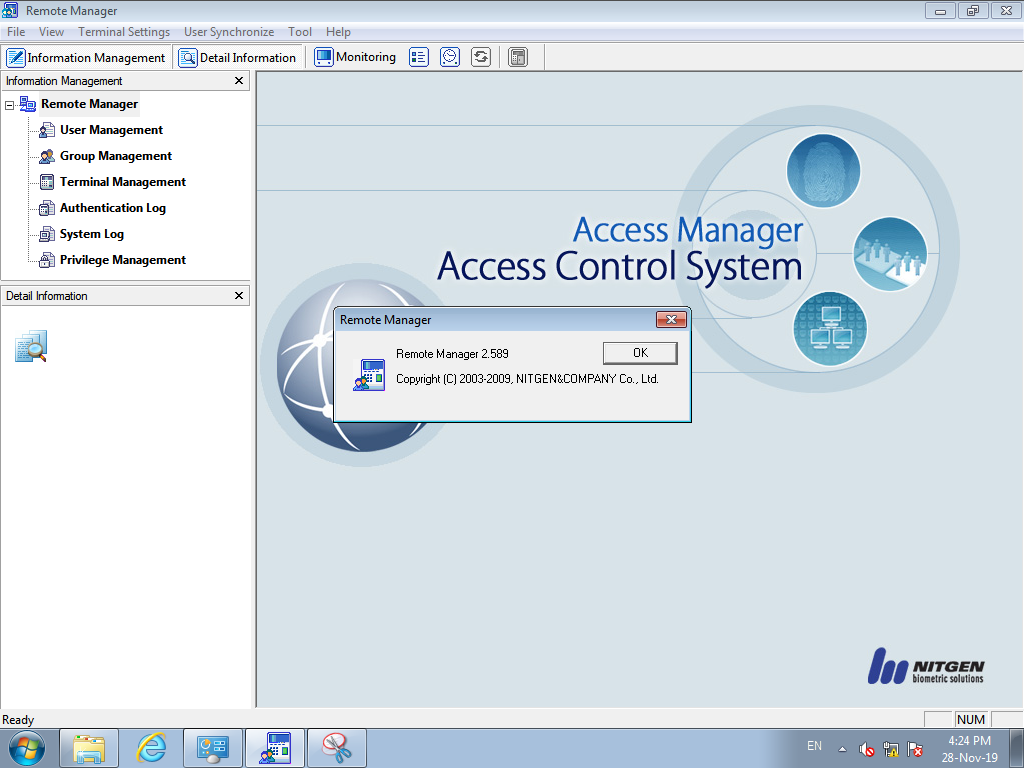 Remote Manager
File View Terminal Settings User Synchronize Tool Help
Information Management Detail Information Monitoring
Information Management
Remote Manager
User Management
Group Management
Terminal Management
Authentication Log
System Log
Privilege Management
Detail Information
Access Manager
Access Control System
Remote Manager
Remote Manager 2.589
OK
Copyright (C) 2003-2009, NITGEN&COMPANY Co., Ltd.
NITGEN
biometric solutions
Ready
NUM
EN
4:24 PM
28-Nov-19